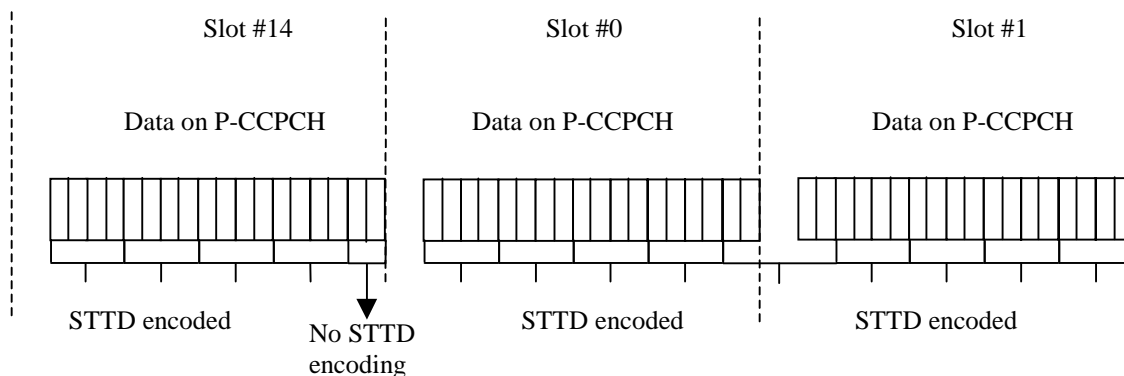 Slot #14 Slot #0 Slot #1
Data on P-CCPCH Data on P-CCPCH Data on P-CCPCH
STTD encoded STTD encoded STTD encoded
No STTD
encoding